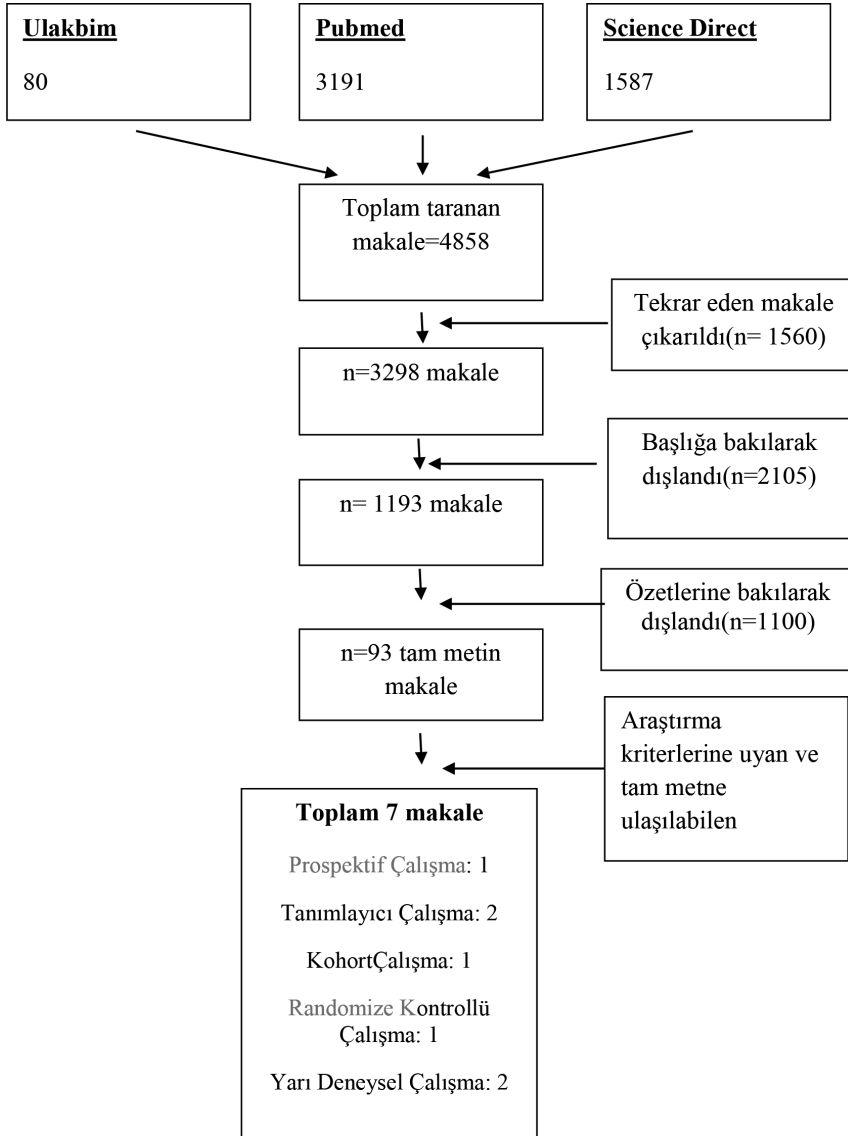 Ulakbim
80
Pubmed
3191
Science Direct
1587
Toplam taranan
makale=4858
Tekrar eden makale
çıkarıldı(n= 1560)
n=3298 makale
Başlığa bakılarak
dışlandı(n=2105)
n= 1193 makale
Özetlerine bakılarak
dışlandı(n=1100)
n=93 tam metin
makale
Araştırma
kriterlerine uyan ve
tam metne
ulaşılabilen
Toplam 7 makale
Prospektif Çalışma: 1
Tanımlayıcı Çalışma: 2
KohortÇalışma: 1
Randomize Kontrollü
Çalışma: 1
Yarı Deneysel Çalışma: 2